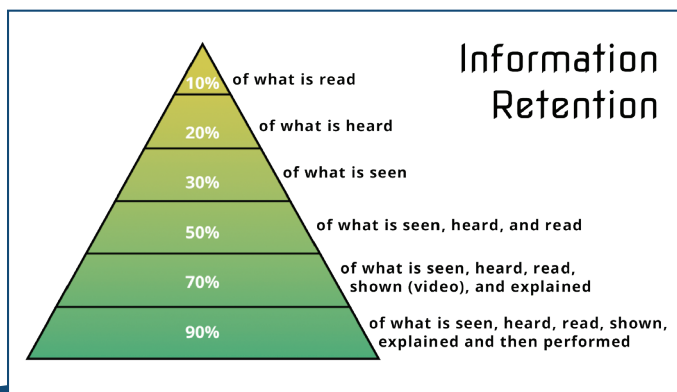 Information
Retention
10% of what is read
20% of what is heard
30% of what is seen
50% of what is seen, heard, and read
70% of what is seen, heard, read,
shown (video), and explained
90% of what is seen, heard, read, shown,
explained and then performed